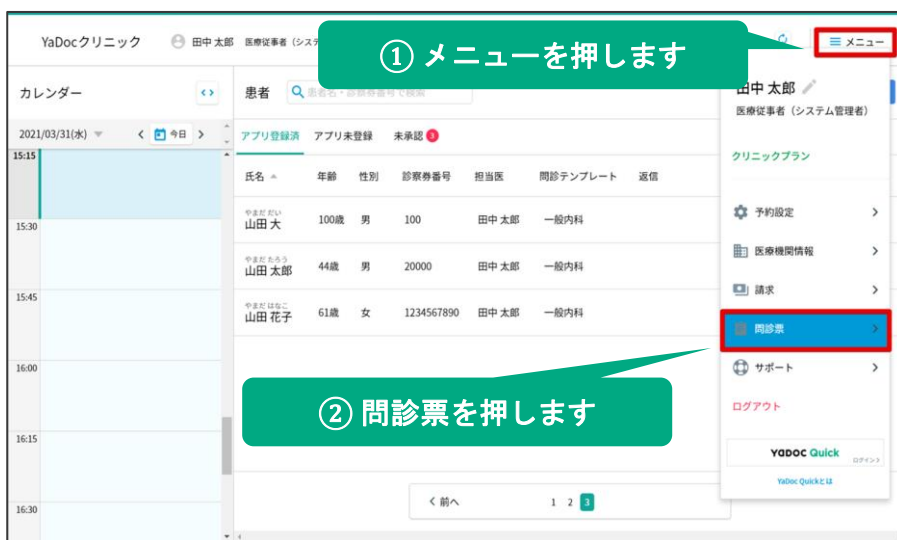 YaDocクリニック
田中 太郎
医療従事者（シス
① メニューを押します
メニュー
カレンダー
患者
患者名・診察券番号で検索
田中 太郎
医療従事者（システム管理者）
2021/03/31(水)
今日
アプリ登録済
アプリ未登録
未承認 3
クリニックプラン
15:15
氏名
年齢
性別
診察券番号
担当医
問診テンプレート
返信
やまだ だい
山田 大
100歳
男
100
田中 太郎
一般内科
予約設定
15:30
医療機関情報
やまだ たろう
山田 太郎
44歳
男
20000
田中 太郎
一般内科
15:45
請求
やまだ はなこ
山田 花子
61歳
女
1234567890
田中 太郎
一般内科
問診票
16:00
サポート
② 問診票を押します
ログアウト
16:15
YaDOC Quick
ログイン
YaDoc Quickとは
前へ
1 2 3
16:30